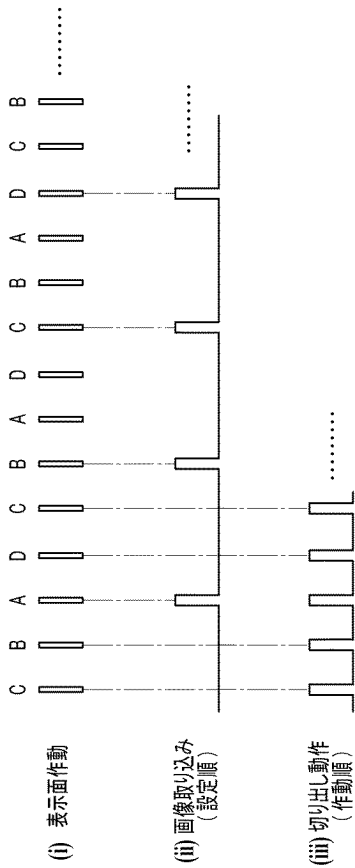 (i) 表示面作動
C B A D C B A D C B A D C B ………
(ii) 画像取り込み
(設定順)
………
(iii) 切り出し動作
(作動順)
………